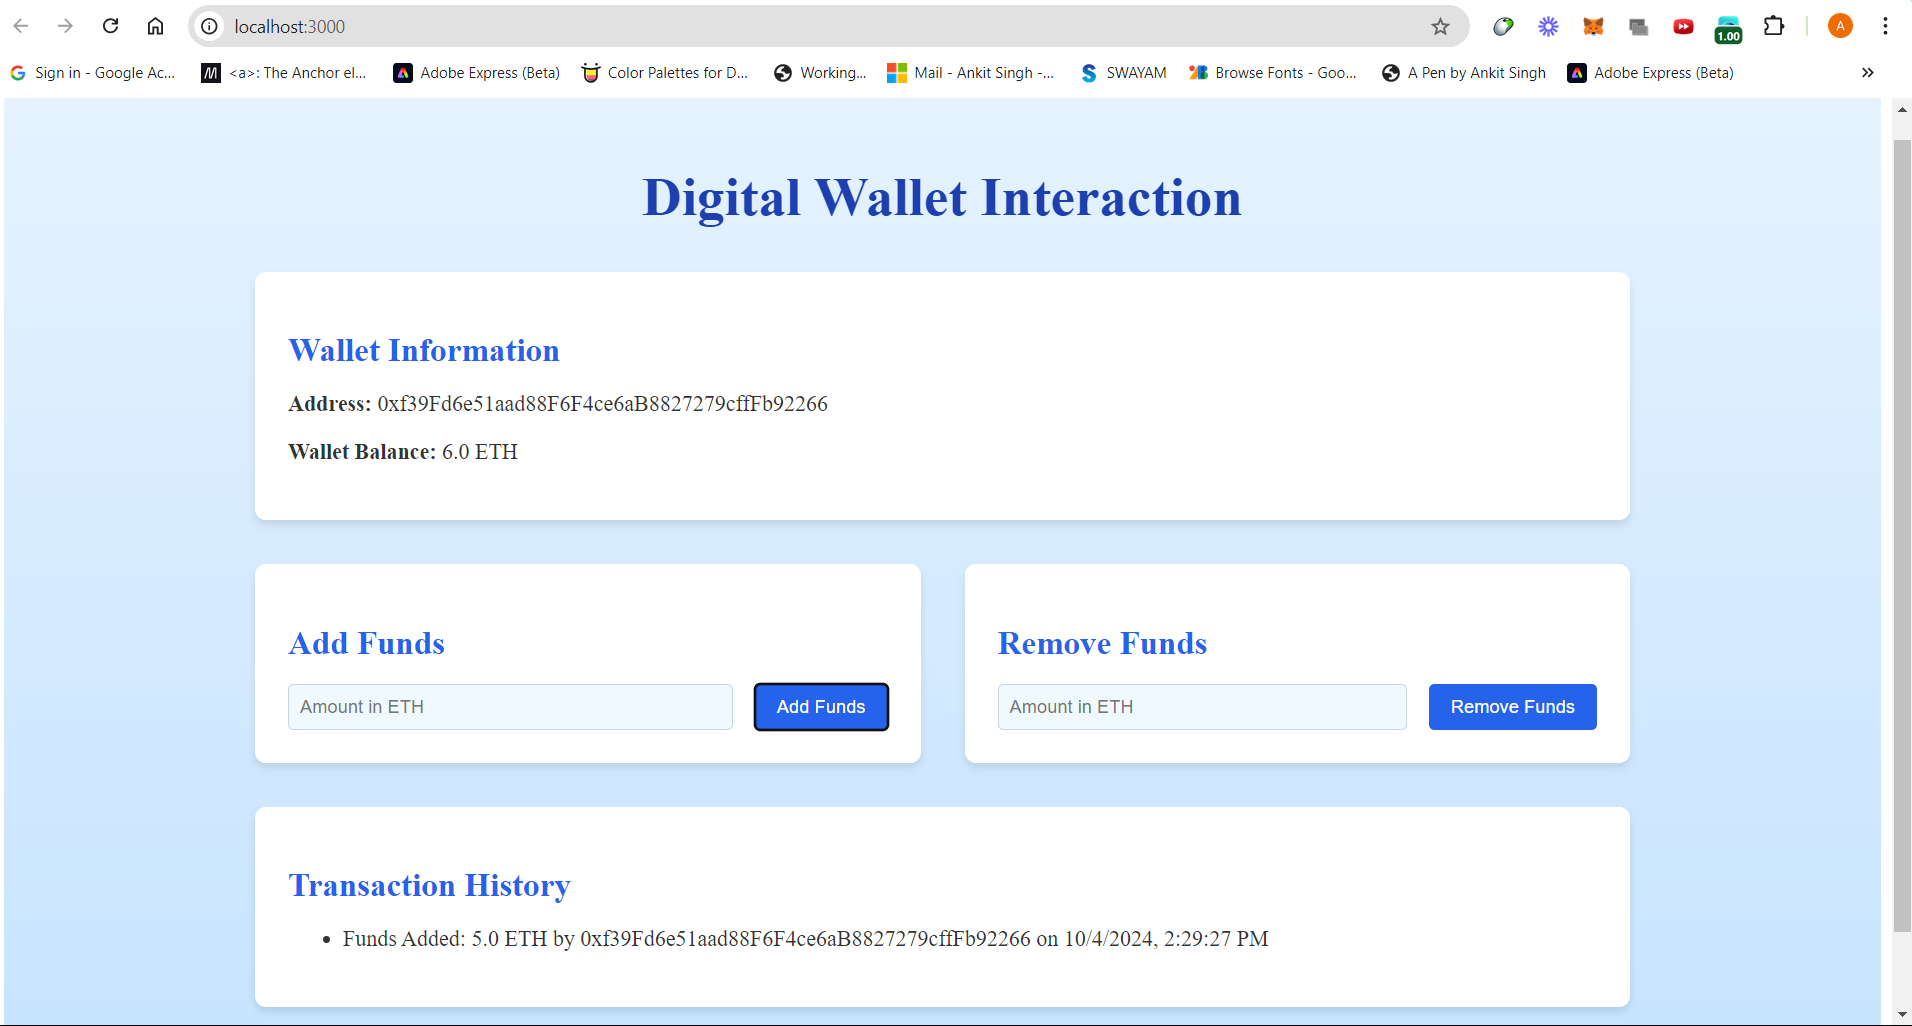 localhost:3000
A
1.00
Sign in - Google Ac...
M <a>: The Anchor el...
Adobe Express (Beta)
Color Palettes for D...
Working...
Mail - Ankit Singh -...
SWAYAM
Browse Fonts - Goo...
A Pen by Ankit Singh
Adobe Express (Beta)
Digital Wallet Interaction
Wallet Information
Address: 0xf39Fd6e51aad88F6F4ce6aB8827279cffFb92266
Wallet Balance: 6.0 ETH
Add Funds
Amount in ETH
Add Funds
Remove Funds
Amount in ETH
Remove Funds
Transaction History
• Funds Added: 5.0 ETH by 0xf39Fd6e51aad88F6F4ce6aB8827279cffFb92266 on 10/4/2024, 2:29:27 PM